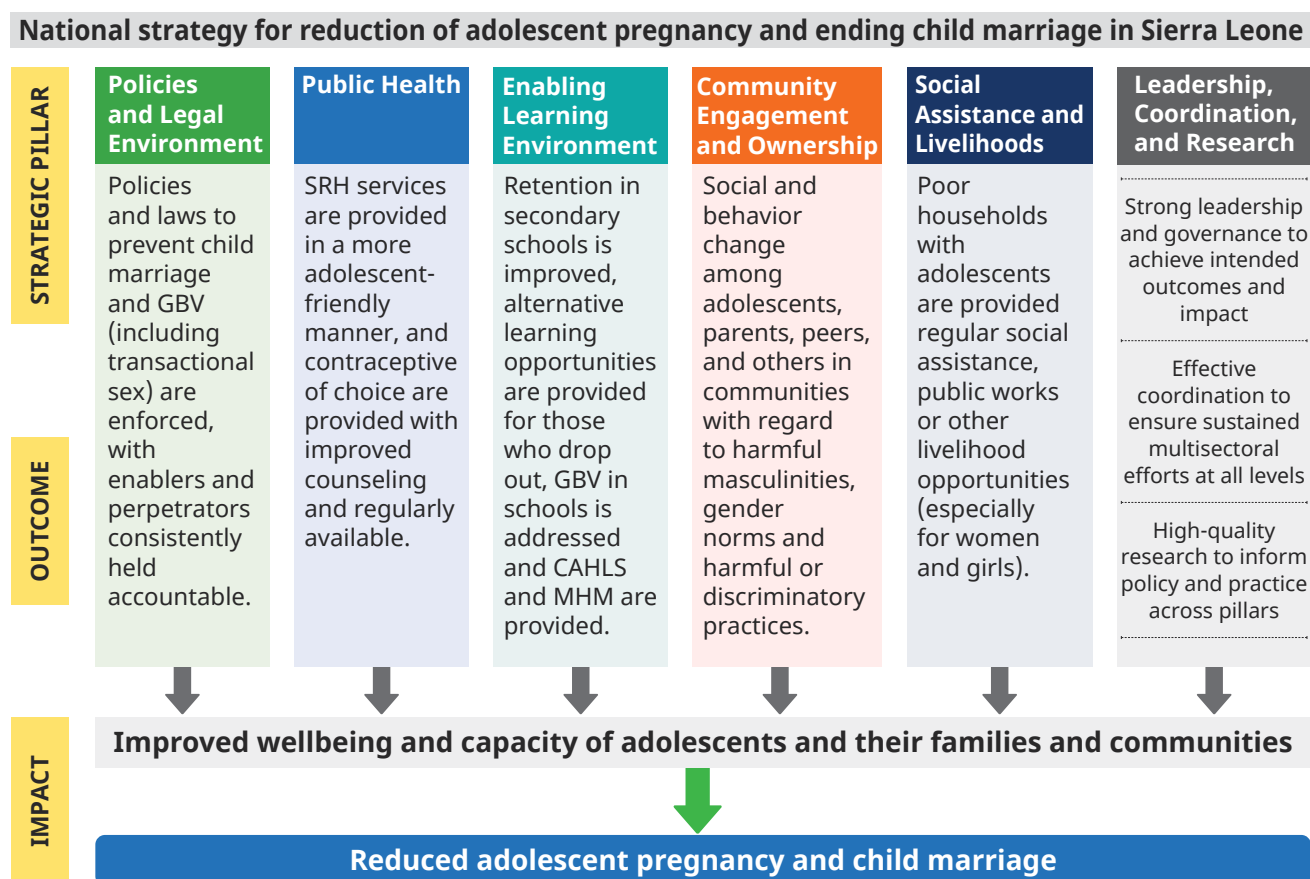 National strategy for reduction of adolescent pregnancy and ending child marriage in Sierra Leone
STRATEGIC PILLAR
Policies
and Legal
Environment
Public Health
Enabling
Learning
Environment
Community
Engagement
and Ownership
Social
Assistance and
Livelihoods
Leadership,
Coordination,
and Research
OUTCOME
Policies
and laws to
prevent child
marriage
and GBV
(including
transactional
sex) are
enforced,
with
enablers and
perpetrators
consistently
held
accountable.
SRH services
are provided
in a more
adolescent-
friendly
manner, and
contraceptive
of choice are
provided with
improved
counseling
and regularly
available.
Retention in
secondary
schools is
improved,
alternative
learning
opportunities
are provided
for those
who drop
out, GBV in
schools is
addressed
and CAHLS
and MHM are
provided.
Social and
behavior
change
among
adolescents,
parents, peers,
and others in
communities
with regard
to harmful
masculinities,
gender
norms and
harmful or
discriminatory
practices.
Poor
households
with
adolescents
are provided
regular social
assistance,
public works
or other
livelihood
opportunities
(especially
for women
and girls).
Strong leadership
and governance to
achieve intended
outcomes and
impact
Effective
coordination to
ensure sustained
multisectoral
efforts at all levels
High-quality
research to inform
policy and practice
across pillars
IMPACT
Improved wellbeing and capacity of adolescents and their families and communities
Reduced adolescent pregnancy and child marriage